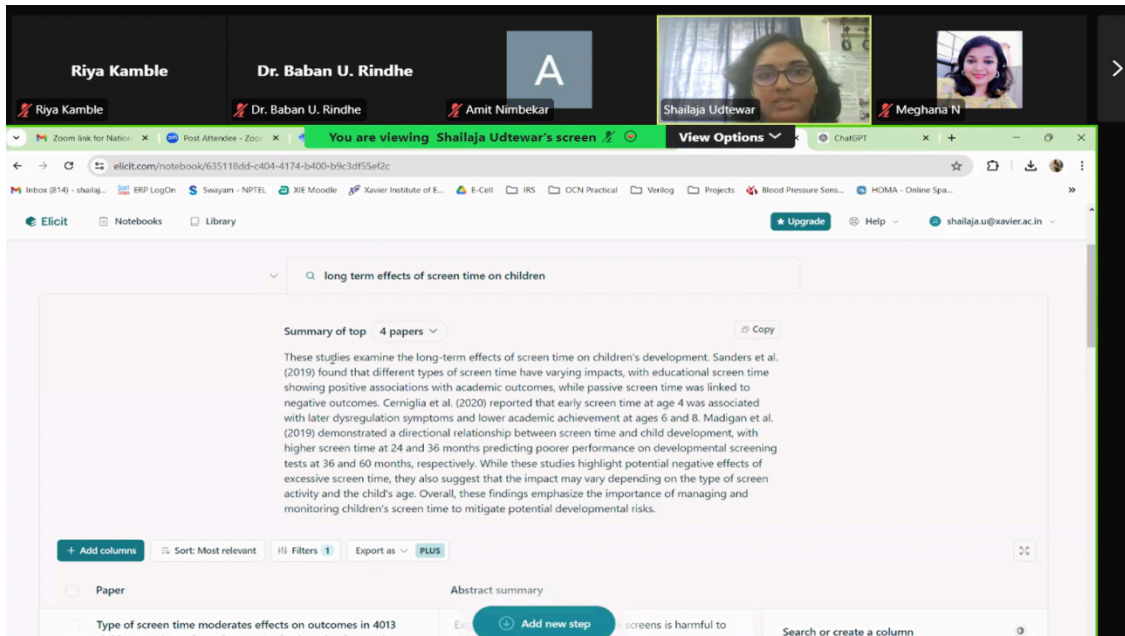 Riya Kamble
Dr. Baban U. Rindhe
A
Riya Kamble
Dr. Baban U. Rindhe
Amit Nimbekar
Shailaja Udtewar
Meghana N
Zoom link for Nation
Post Attendee - Zoo
You are viewing Shailaja Udtewar's screen
View Options
ChatGPT
elicit.com/notebook/635118dd-c404-4174-b400-b9c3df55ef2c
Inbox (814) - shailaj...
ERP LogOn
Swayam - NPTEL
XIE Moodle
Xavier Institute of E...
E-Cell
IRS
OCN Practical
Verilog
Projects
Blood Pressure Sens...
HOMA - Online Spa...
Elicit
Notebooks
Library
Upgrade
Help
shailaja.u@xavier.ac.in
long term effects of screen time on children
Summary of top 4 papers
Copy
These studies examine the long-term effects of screen time on children's development. Sanders et al.
(2019) found that different types of screen time have varying impacts, with educational screen time
showing positive associations with academic outcomes, while passive screen time was linked to
negative outcomes. Cerniglia et al. (2020) reported that early screen time at age 4 was associated
with later dysregulation symptoms and lower academic achievement at ages 6 and 8. Madigan et al.
(2019) demonstrated a directional relationship between screen time and child development, with
higher screen time at 24 and 36 months predicting poorer performance on developmental screening
tests at 36 and 60 months, respectively. While these studies highlight potential negative effects of
excessive screen time, they also suggest that the impact may vary depending on the type of screen
activity and the child's age. Overall, these findings emphasize the importance of managing and
monitoring children's screen time to mitigate potential developmental risks.
+ Add columns
Sort: Most relevant
Filters 1
Export as
PLUS
Paper
Abstract summary
Type of screen time moderates effects on outcomes in 4013
Add new step
screens is harmful to
Search or create a column